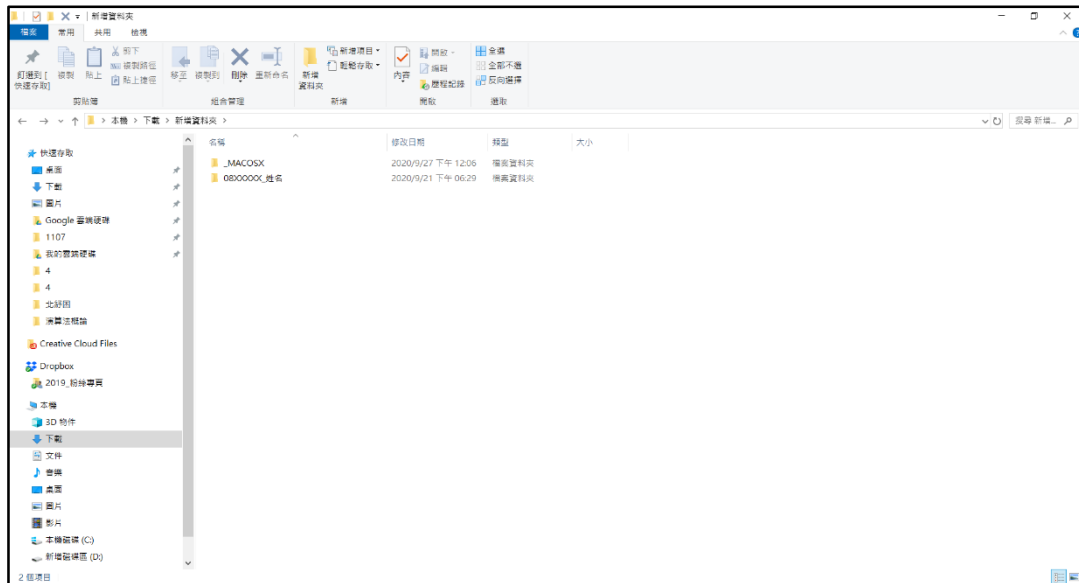 新增資料夾
檔案 常用 共用 檢視
釘選到 [快速存取]
複製
貼上
剪下
複製路徑
貼上捷徑
剪貼簿
移至
複製到
刪除
重新命名
組合管理
新增資料夾
新增項目
輕鬆存取
新增
內容
開啟
編輯
歷程記錄
開啟
全選
全部不選
反向選擇
選取
本機 > 下載 > 新增資料夾 >
搜尋 新增...
名稱 修改日期 類型 大小
_MACOSX 2020/9/27 下午 12:06 檔案資料夾
08XXXXX_姓名 2020/9/21 下午 06:29 檔案資料夾
快速存取
桌面
下載
圖片
Google 雲端硬碟
1107
我的雲端硬碟
4
4
北紓困
演算法概論
Creative Cloud Files
Dropbox
2019_粉絲專頁
本機
3D 物件
下載
文件
音樂
桌面
圖片
影片
本機磁碟 (C:)
新增磁碟區 (D:)
2 個項目